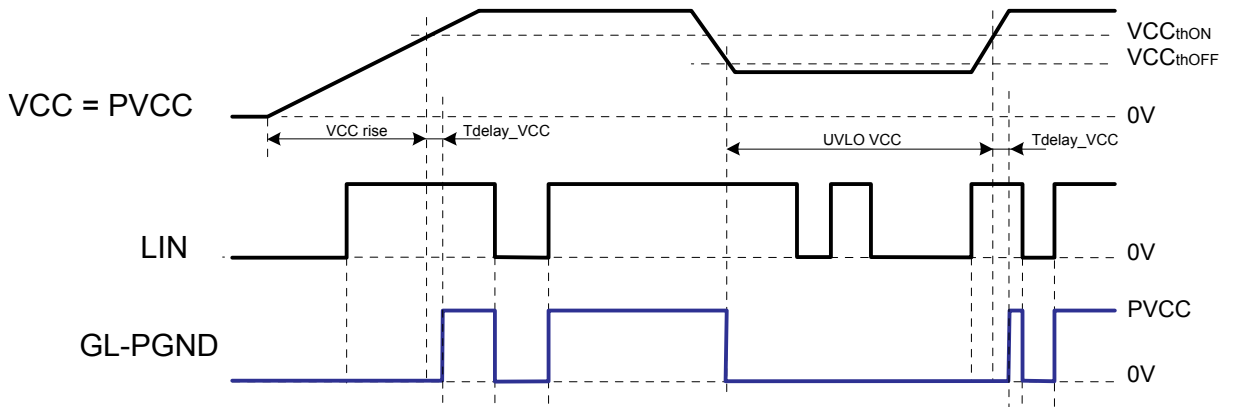 VCCthON
VCCthOFF
VCC = PVCC
0V
VCC rise
Tdelay_VCC
UVLO VCC
Tdelay_VCC
LIN
0V
PVCC
GL-PGND
0V